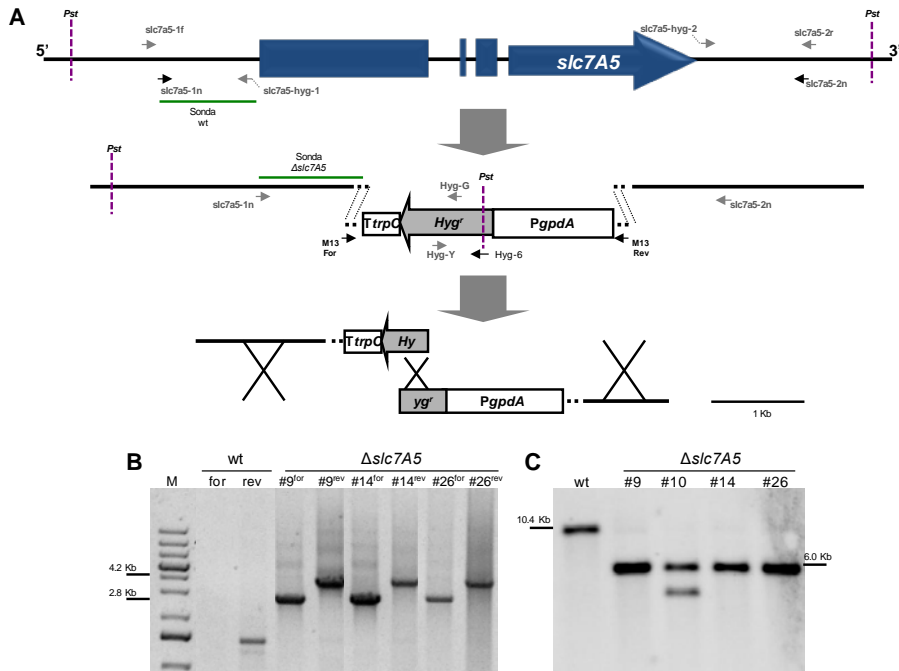 A
Pst
Pst
slc7a5-1f
slc7a5-hyg-2
slc7a5-2r
5'
3'
slc7A5
slc7a5-1n
slc7a5-hyg-1
slc7a5-2n
Sonda
wt
Sonda
Δslc7A5
Pst
slc7a5-1n
Hyg-G
Pst
slc7a5-2n
TtrpC
Hygʳ
PgpdA
M13
For
Hyg-Y
Hyg-6
M13
Rev
TtrpC
Hy
ygʳ
PgpdA
1 Kb
B
wt
Δslc7A5
M
for
rev
#9for
#9rev
#14for
#14rev
#26for
#26rev
4.2 Kb
2.8 Kb
C
Δslc7A5
wt
#9
#10
#14
#26
10.4 Kb
6.0 Kb